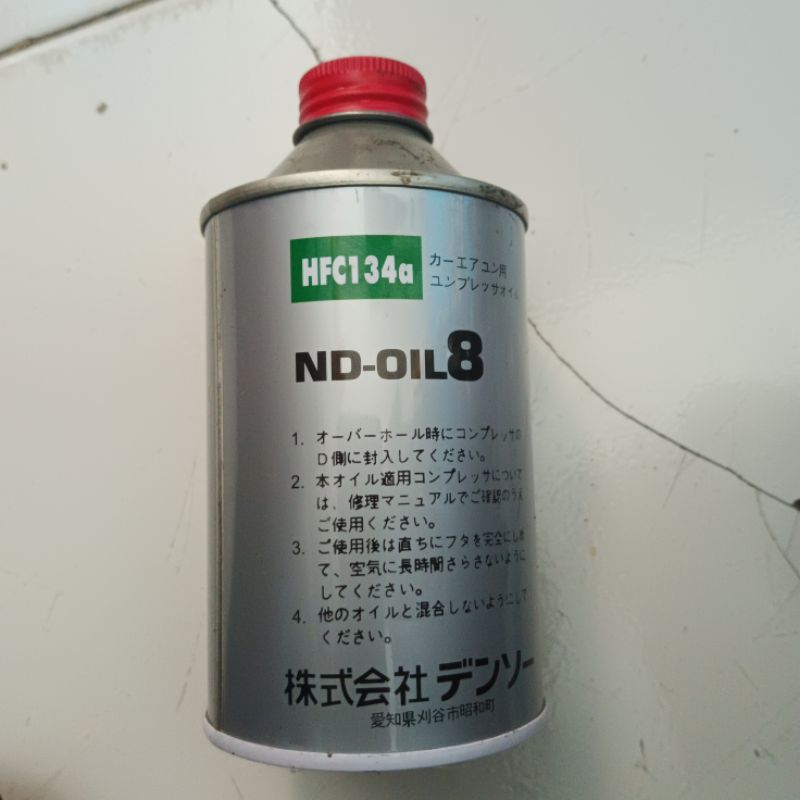 HFC134a
カーエアユン用
ユンプレッサオイル
ND-OIL8
1. オーバーホール時にコンプレッサの
D側に封入してください。
2. 本オイル適用コンプレッサについて
は、修理マニュアルでご確認のうえ
ご使用ください。
3. ご使用後は直ちにフタを完全にしめ
て、空気に長時間さらさないように
してください。
4. 他のオイルと混合しないようにして
ください。
株式会社 デンソー
愛知県刈谷市昭和町